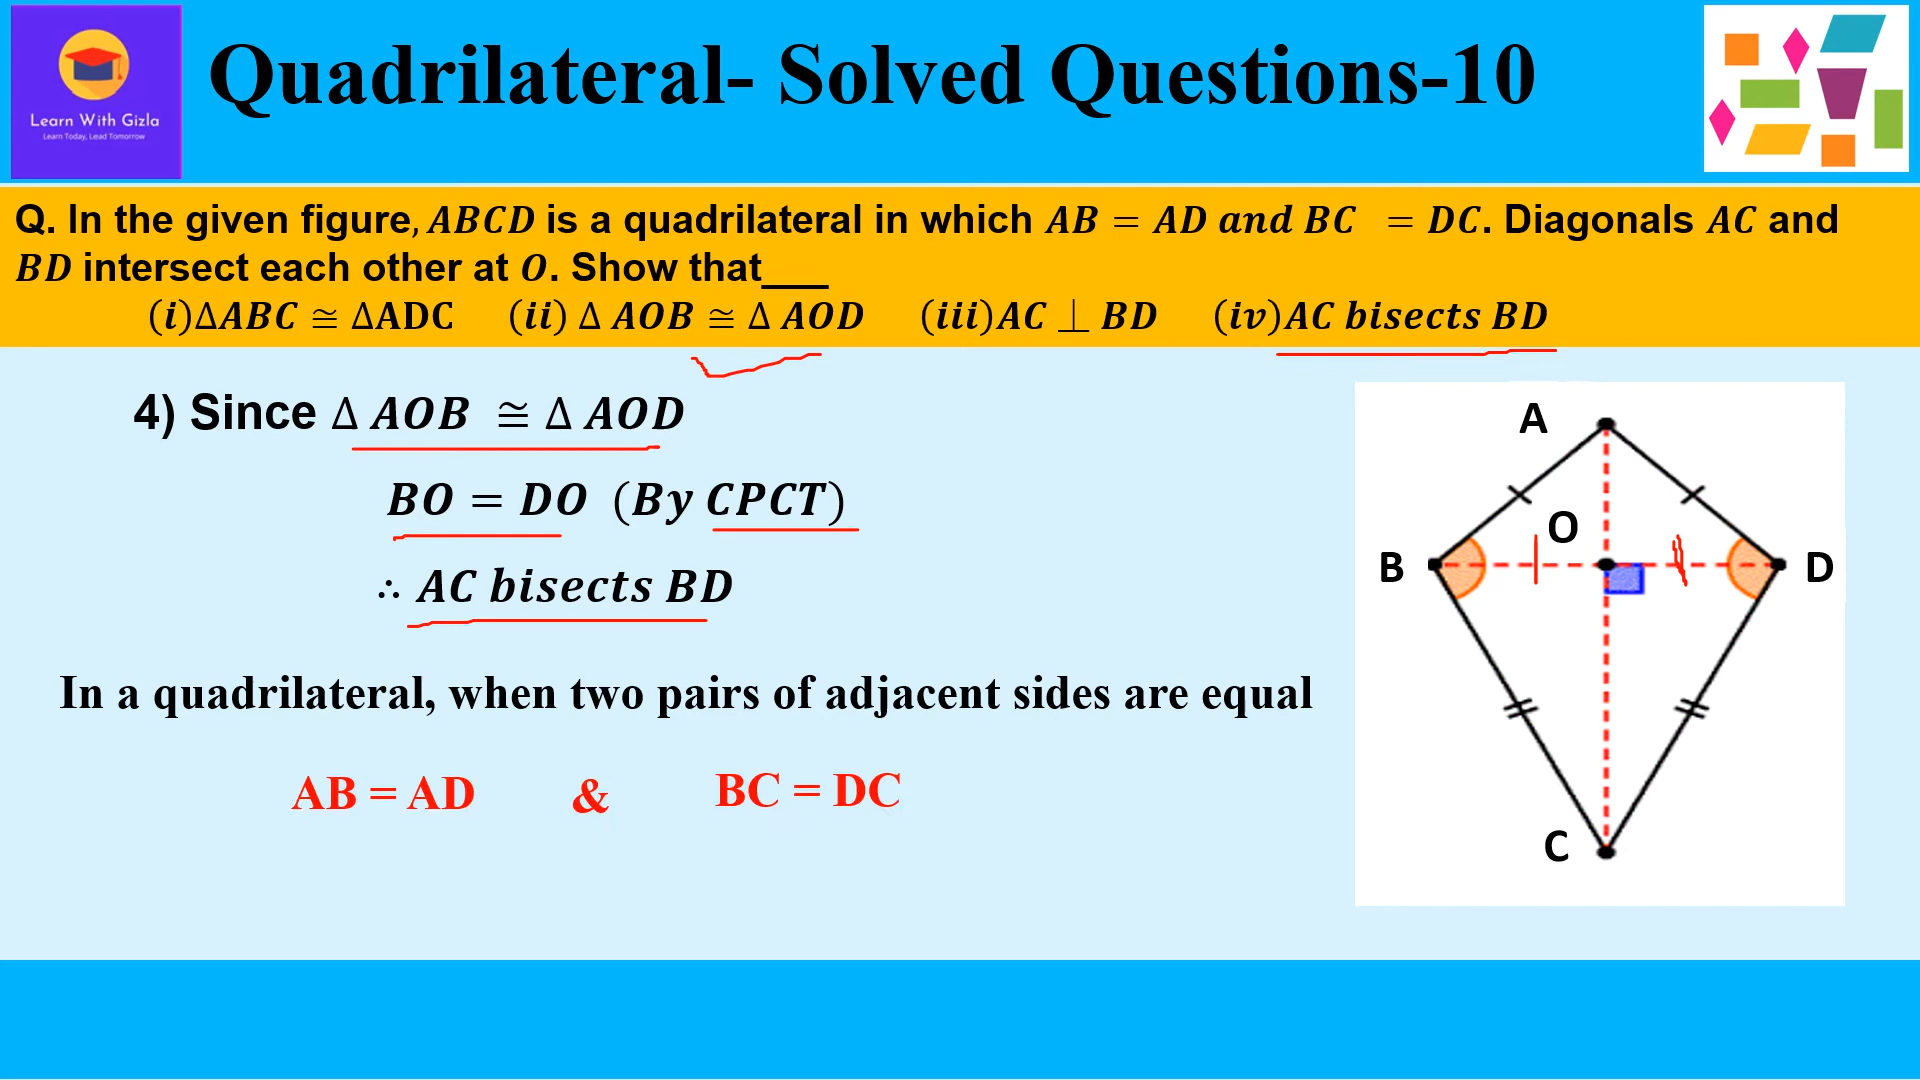 Learn With Gizla
Learn Today, Lead Tomorrow
Quadrilateral- Solved Questions-10
Q. In the given figure, ABCD is a quadrilateral in which AB = AD and BC = DC. Diagonals AC and
BD intersect each other at O. Show that___
(i)∆ABC ≅ ∆ADC (ii) ∆ AOB ≅ ∆ AOD (iii)AC ⊥ BD (iv)AC bisects BD
4) Since ∆ AOB ≅ ∆ AOD
BO = DO (By CPCT)
∴ AC bisects BD
In a quadrilateral, when two pairs of adjacent sides are equal
AB = AD & BC = DC
A
O
B
D
C